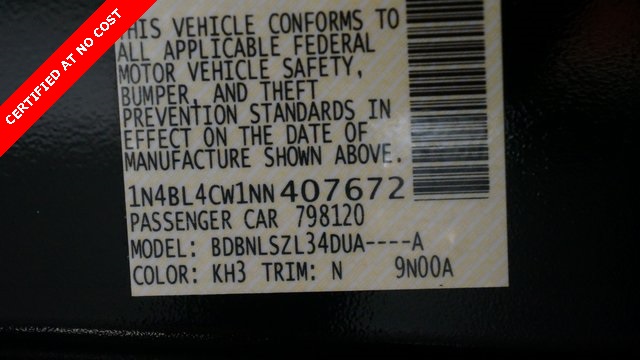 CERTIFIED AT NO COST
THIS VEHICLE CONFORMS TO
ALL APPLICABLE FEDERAL
MOTOR VEHICLE SAFETY,
BUMPER, AND THEFT
PREVENTION STANDARDS IN
EFFECT ON THE DATE OF
MANUFACTURE SHOWN ABOVE.
1N4BL4CW1NN407672
PASSENGER CAR 798120
MODEL: BDBNLSZL34DUA----A
COLOR: KH3 TRIM: N 9N00A